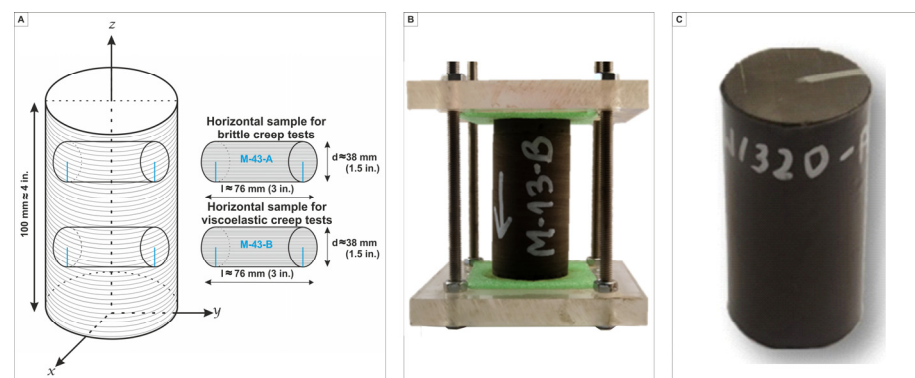 A
z
100 mm ≈ 4 in.
Horizontal sample for
brittle creep tests
M-43-A
d≈38 mm
(1.5 in.)
l ≈ 76 mm (3 in.)
Horizontal sample for
viscoelastic creep tests
M-43-B
d≈38 mm
(1.5 in.)
l ≈ 76 mm (3 in.)
y
x
B
M-13-B
C